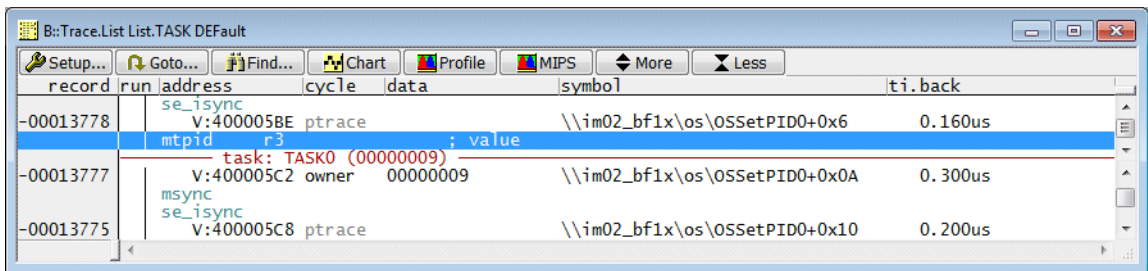 B::Trace.List List.TASK DEFault
Setup... Goto... Find... Chart Profile MIPS More Less
record run address cycle data symbol ti.back
se_isync
-00013778 V:400005BE ptrace \\im02_bf1x\os\OSSetPID0+0x6 0.160us
mtpid r3 ; value
task: TASK0 (00000009)
-00013777 V:400005C2 owner 00000009 \\im02_bf1x\os\OSSetPID0+0x0A 0.300us
msync
se_isync
-00013775 V:400005C8 ptrace \\im02_bf1x\os\OSSetPID0+0x10 0.200us